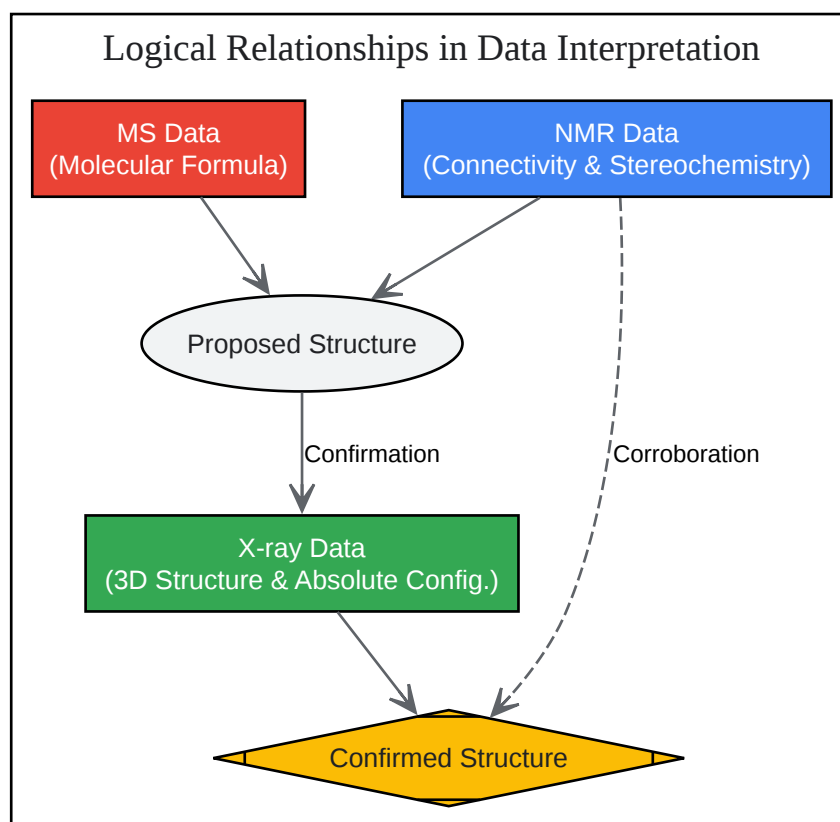 Logical Relationships in Data Interpretation
MS Data
(Molecular Formula)
NMR Data
(Connectivity & Stereochemistry)
Proposed Structure
Confirmation
Corroboration
X-ray Data
(3D Structure & Absolute Config.)
Confirmed Structure